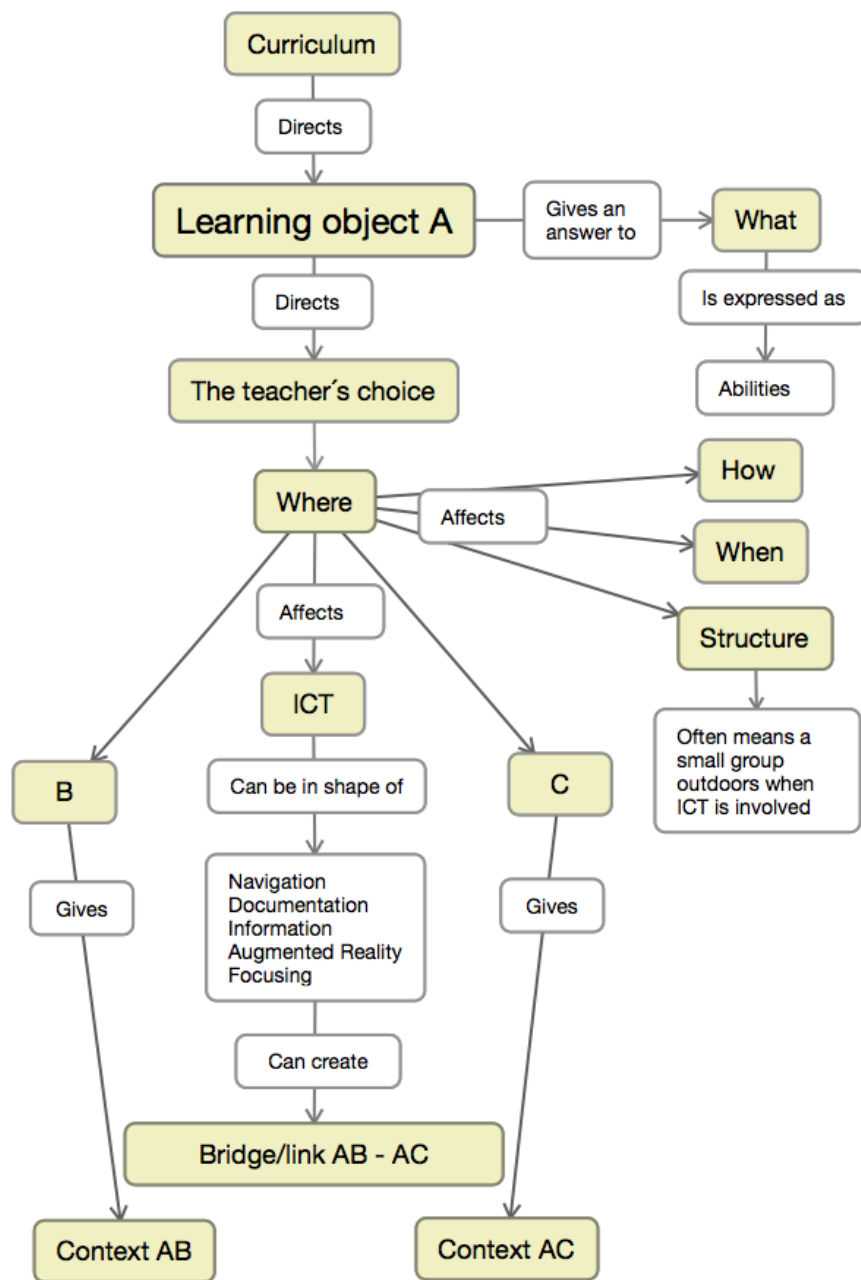 Curriculum
Directs
Learning object A
Gives an
answer to
What
Directs
Is expressed as
The teacher´s choice
Abilities
Where
How
Affects
When
Affects
Structure
ICT
Often means a
small group
outdoors when
ICT is involved
B
Can be in shape of
C
Navigation
Documentation
Information
Augmented Reality
Focusing
Gives
Gives
Can create
Bridge/link AB - AC
Context AB
Context AC